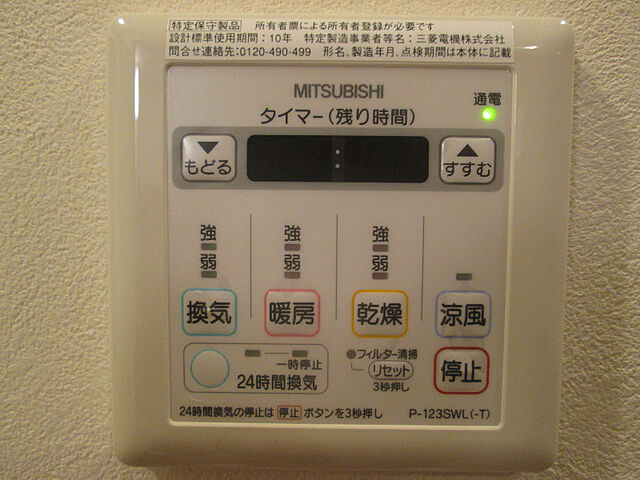 特定保守製品 所有者票による所有者登録が必要です
設計標準使用期間：10年 特定製造事業者等名：三菱電機株式会社
問合せ連絡先:0120-490-499 形名、製造年月、点検期間は本体に記載
MITSUBISHI
通電
タイマー(残り時間)
▼ もどる
:
▲ すすむ
強 強 強
弱 弱 弱
換気 暖房 乾燥 涼風
一時停止
24時間換気
フィルター清掃
リセット
3秒押し
停止
24時間換気の停止は 停止 ボタンを3秒押し P-123SWL(-T)